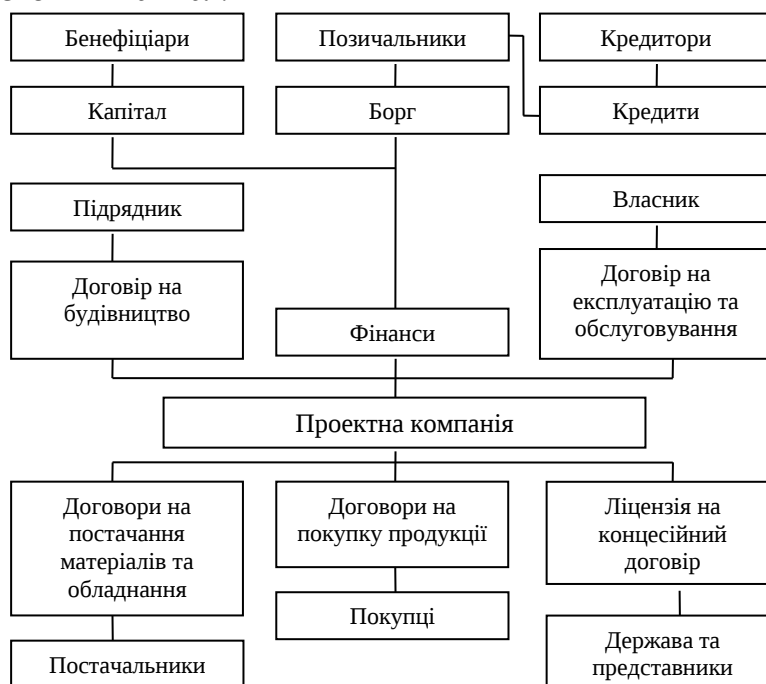 Бенефіціари
Позичальники
Кредитори
Капітал
Борг
Кредити
Підрядник
Власник
Договір на
будівництво
Договір на
експлуатацію та
обслуговування
Фінанси
Проектна компанія
Договори на
постачання
матеріалів та
обладнання
Договори на
покупку продукції
Ліцензія на
концесійний
договір
Покупці
Постачальники
Держава та
представники